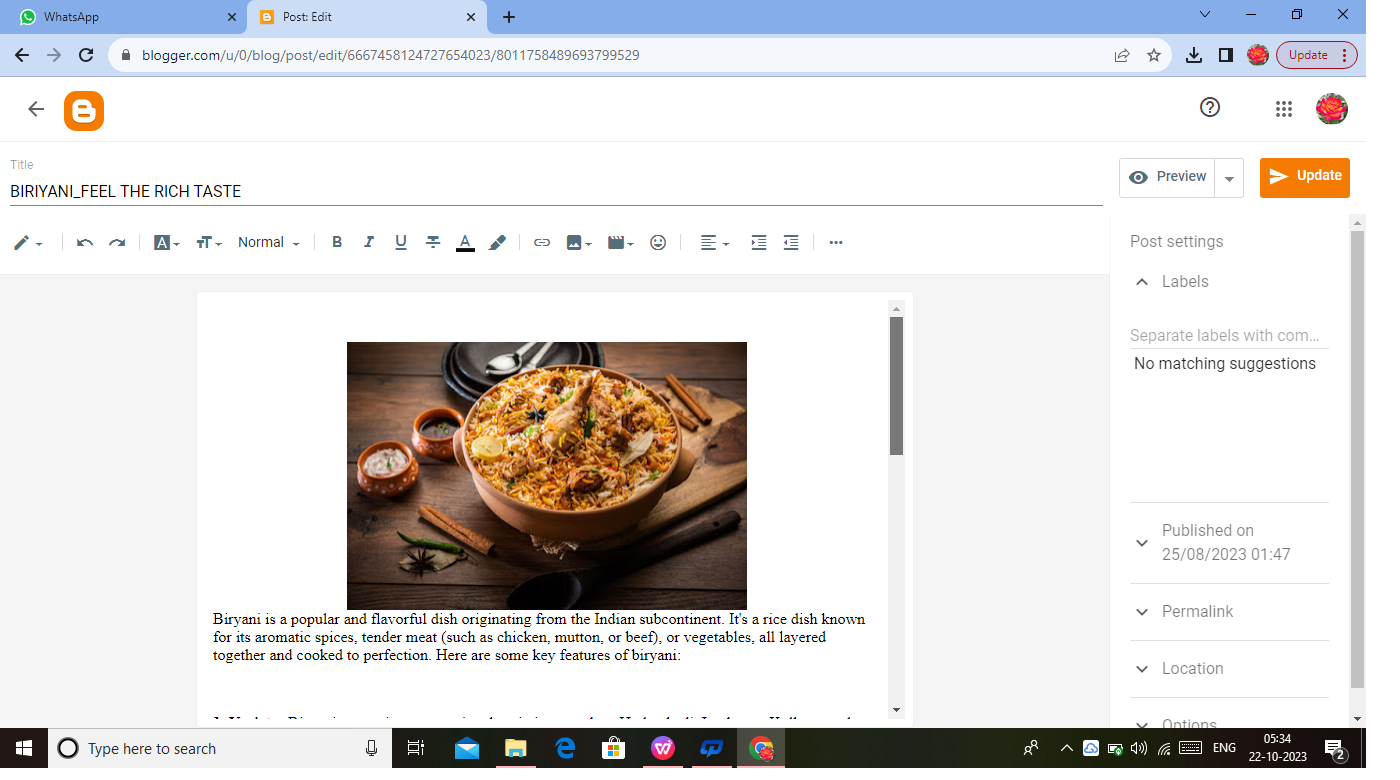 WhatsApp
Post: Edit
blogger.com/u/0/blog/post/edit/6667458124727654023/8011758489693799529
Update
Title
BIRIYANI_FEEL THE RICH TASTE
Preview
Update
Normal
B I U A
Post settings
Labels
Separate labels with com...
No matching suggestions
Published on
25/08/2023 01:47
Permalink
Location
Options
Biryani is a popular and flavorful dish originating from the Indian subcontinent. It's a rice dish known
for its aromatic spices, tender meat (such as chicken, mutton, or beef), or vegetables, all layered
together and cooked to perfection. Here are some key features of biryani:
Type here to search
ENG
05:34
22-10-2023
2